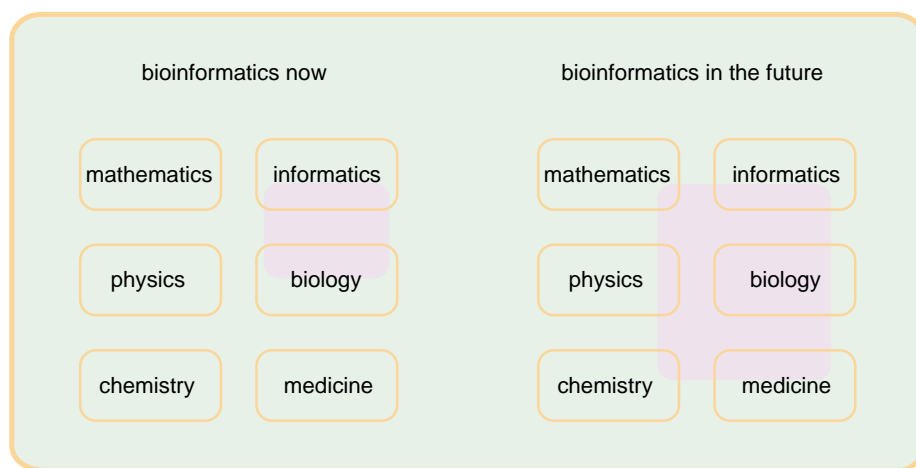 bioinformatics now
bioinformatics in the future
mathematics
informatics
physics
biology
chemistry
medicine
mathematics
informatics
physics
biology
chemistry
medicine